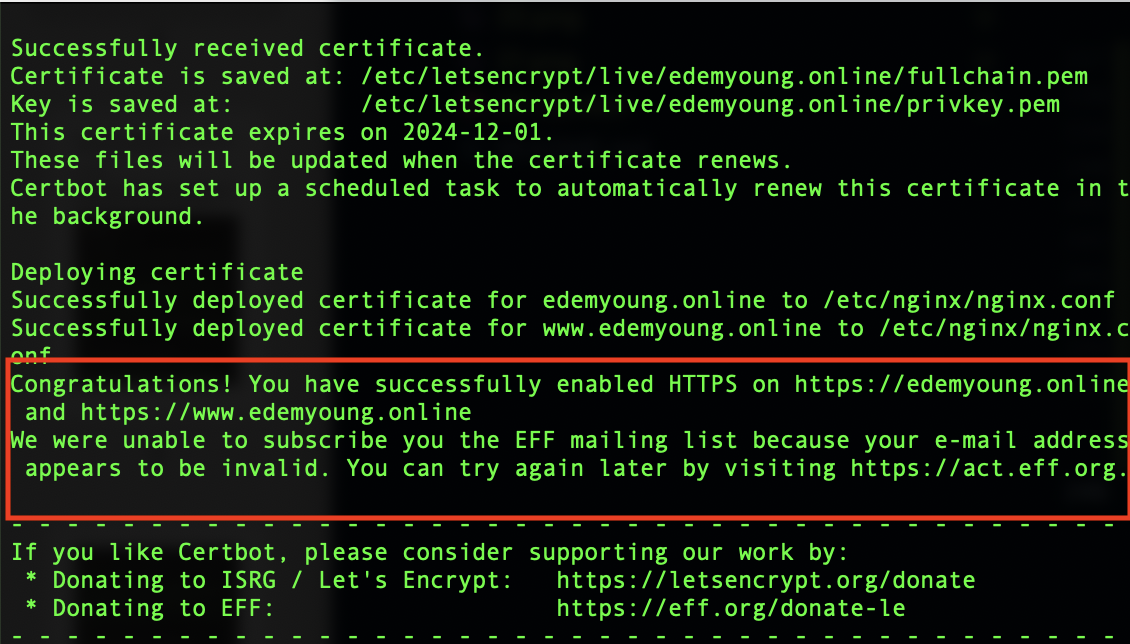 Successfully received certificate.
Certificate is saved at: /etc/letsencrypt/live/edemyoung.online/fullchain.pem
Key is saved at:         /etc/letsencrypt/live/edemyoung.online/privkey.pem
This certificate expires on 2024-12-01.
These files will be updated when the certificate renews.
Certbot has set up a scheduled task to automatically renew this certificate in t
he background.

Deploying certificate
Successfully deployed certificate for edemyoung.online to /etc/nginx/nginx.conf
Successfully deployed certificate for www.edemyoung.online to /etc/nginx/nginx.c
onf
Congratulations! You have successfully enabled HTTPS on https://edemyoung.online
 and https://www.edemyoung.online
We were unable to subscribe you the EFF mailing list because your e-mail address
 appears to be invalid. You can try again later by visiting https://act.eff.org.

- - - - - - - - - - - - - - - - - - - - - - - - - - - - - - - - - - - - - - - -
If you like Certbot, please consider supporting our work by:
 * Donating to ISRG / Let's Encrypt:   https://letsencrypt.org/donate
 * Donating to EFF:                    https://eff.org/donate-le
- - - - - - - - - - - - - - - - - - - - - - - - - - - - - - - - - - - - - - - -